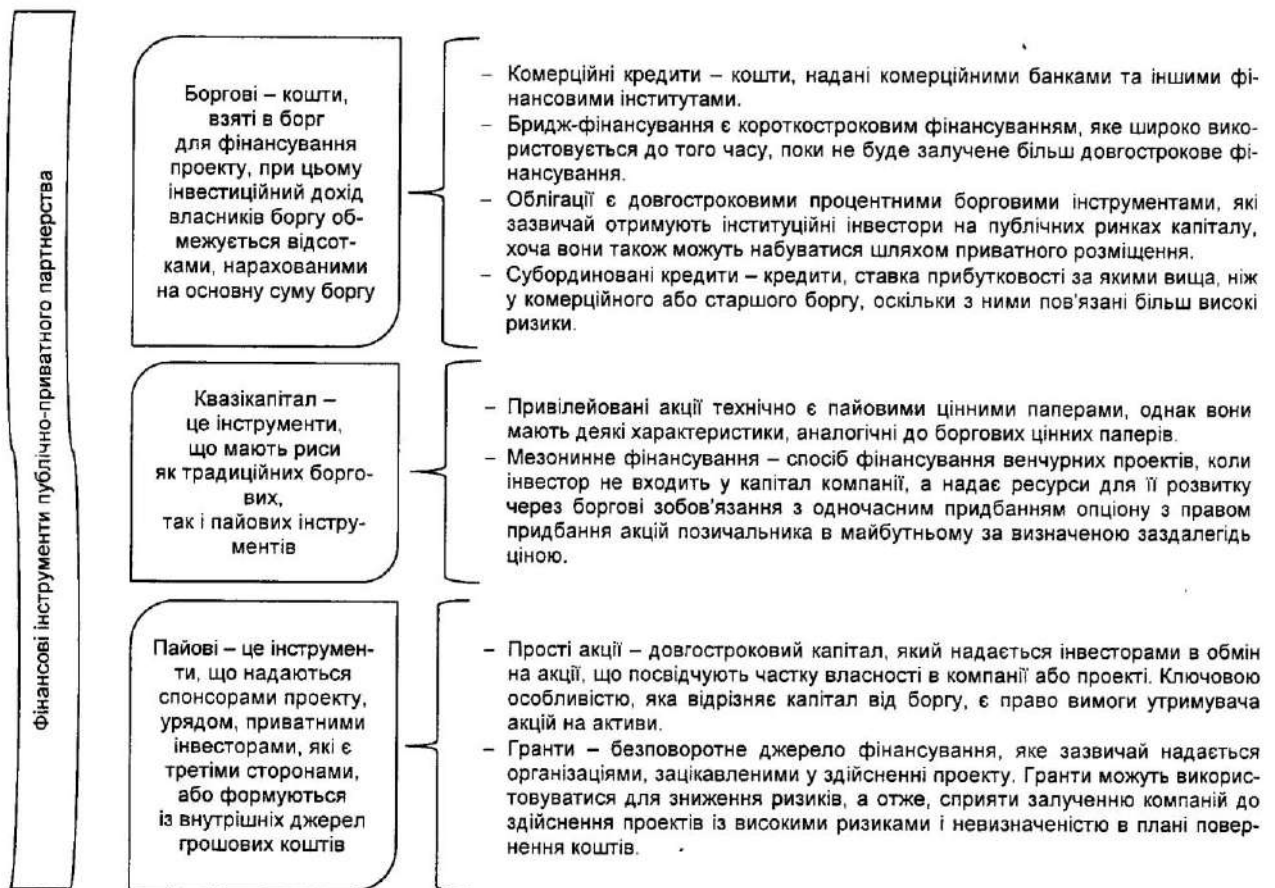 Фінансові інструменти публічно-приватного партнерства
Боргові – кошти,
взяті в борг
для фінансування
проекту, при цьому
інвестиційний дохід
власників боргу об-
межується відсот-
ками, нарахованими
на основну суму боргу
– Комерційні кредити – кошти, надані комерційними банками та іншими фі-
нансовими інститутами.
– Бридж-фінансування є короткостроковим фінансуванням, яке широко вико-
ристовується до того часу, поки не буде залучене більш довгострокове фі-
нансування.
– Облігації є довгостроковими процентними борговими інструментами, які
зазвичай отримують інституційні інвестори на публічних ринках капіталу,
хоча вони також можуть набуватися шляхом приватного розміщення.
– Субординовані кредити – кредити, ставка прибутковості за якими вища, ніж
у комерційного або старшого боргу, оскільки з ними пов'язані більш високі
ризики.
Квазікапітал –
це інструменти,
що мають риси
як традиційних борго-
вих,
так і пайових інстру-
ментів
– Привілейовані акції технічно є пайовими цінними паперами, однак вони
мають деякі характеристики, аналогічні до боргових цінних паперів.
– Мезонинне фінансування – спосіб фінансування венчурних проектів, коли
інвестор не входить у капітал компанії, а надає ресурси для її розвитку
через боргові зобов'язання з одночасним придбанням опціону з правом
придбання акцій позичальника в майбутньому за визначеною заздалегідь
ціною.
Пайові – це інструмен-
ти, що надаються
спонсорами проекту,
урядом, приватними
інвесторами, які є
третіми сторонами,
або формуються
із внутрішніх джерел
грошових коштів
– Прості акції – довгостроковий капітал, який надається інвесторами в обмін
на акції, що посвідчують частку власності в компанії або проекті. Ключовою
особливістю, яка відрізняє капітал від боргу, є право вимоги утримувача
акцій на активи.
– Гранти – безповоротне джерело фінансування, яке зазвичай надається
організаціями, зацікавленими у здійсненні проекту. Гранти можуть викорис-
товуватися для зниження ризиків, а отже, сприяти залученню компаній до
здійснення проектів із високими ризиками і невизначеністю в плані повер-
нення коштів.